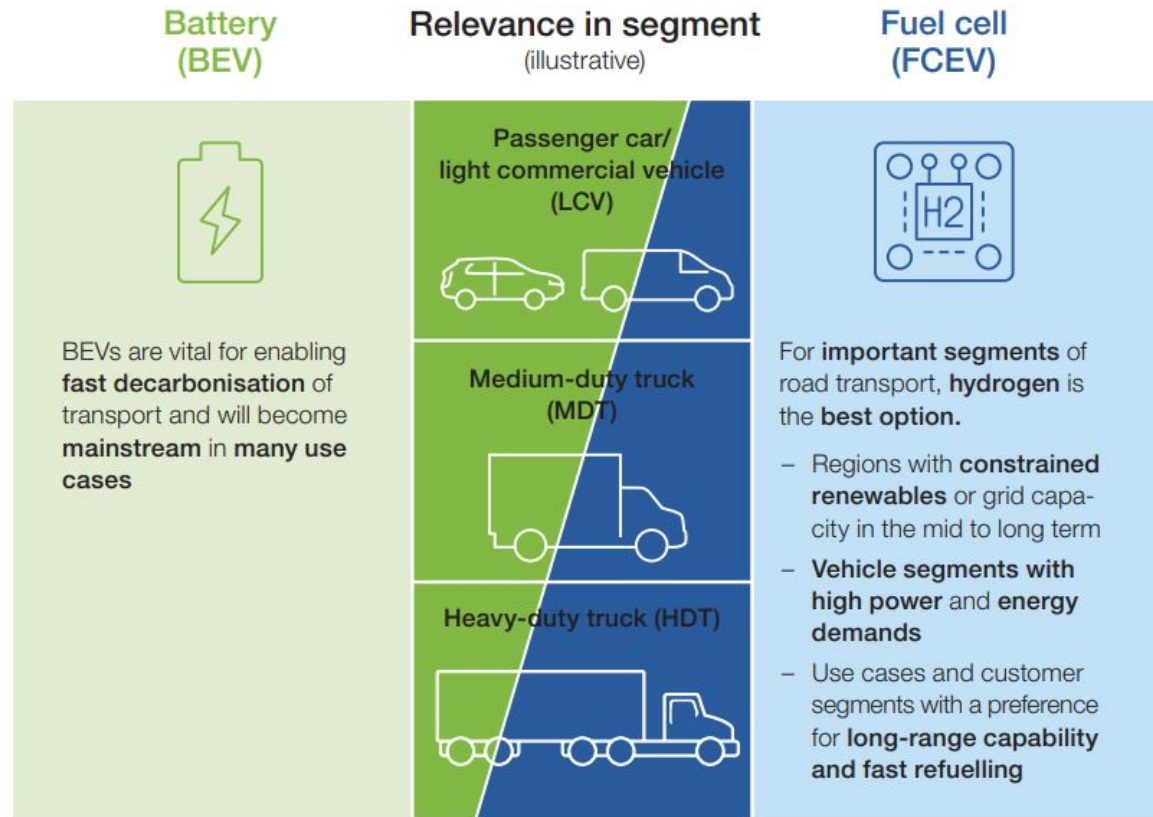 Battery
(BEV)
Relevance in segment
(illustrative)
Fuel cell
(FCEV)
BEVs are vital for enabling
fast decarbonisation of
transport and will become
mainstream in many use
cases
Passenger car/
light commercial vehicle
(LCV)
Medium-duty truck
(MDT)
Heavy-duty truck (HDT)
H2
For important segments of
road transport, hydrogen is
the best option.
– Regions with constrained
renewables or grid capa-
city in the mid to long term
– Vehicle segments with
high power and energy
demands
– Use cases and customer
segments with a preference
for long-range capability
and fast refuelling